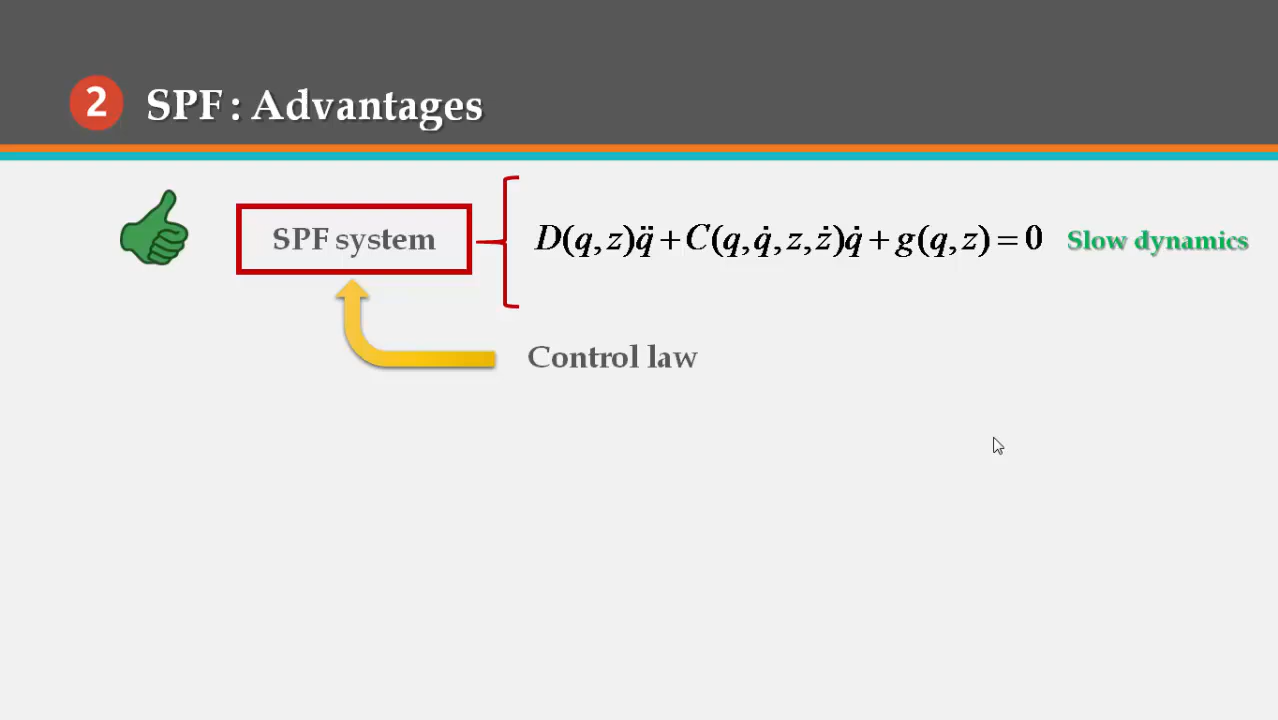 2 SPF : Advantages
SPF system
D(q, z)q̈ + C(q, q̇, z, ż)q̇ + g(q, z) = 0 Slow dynamics
Control law